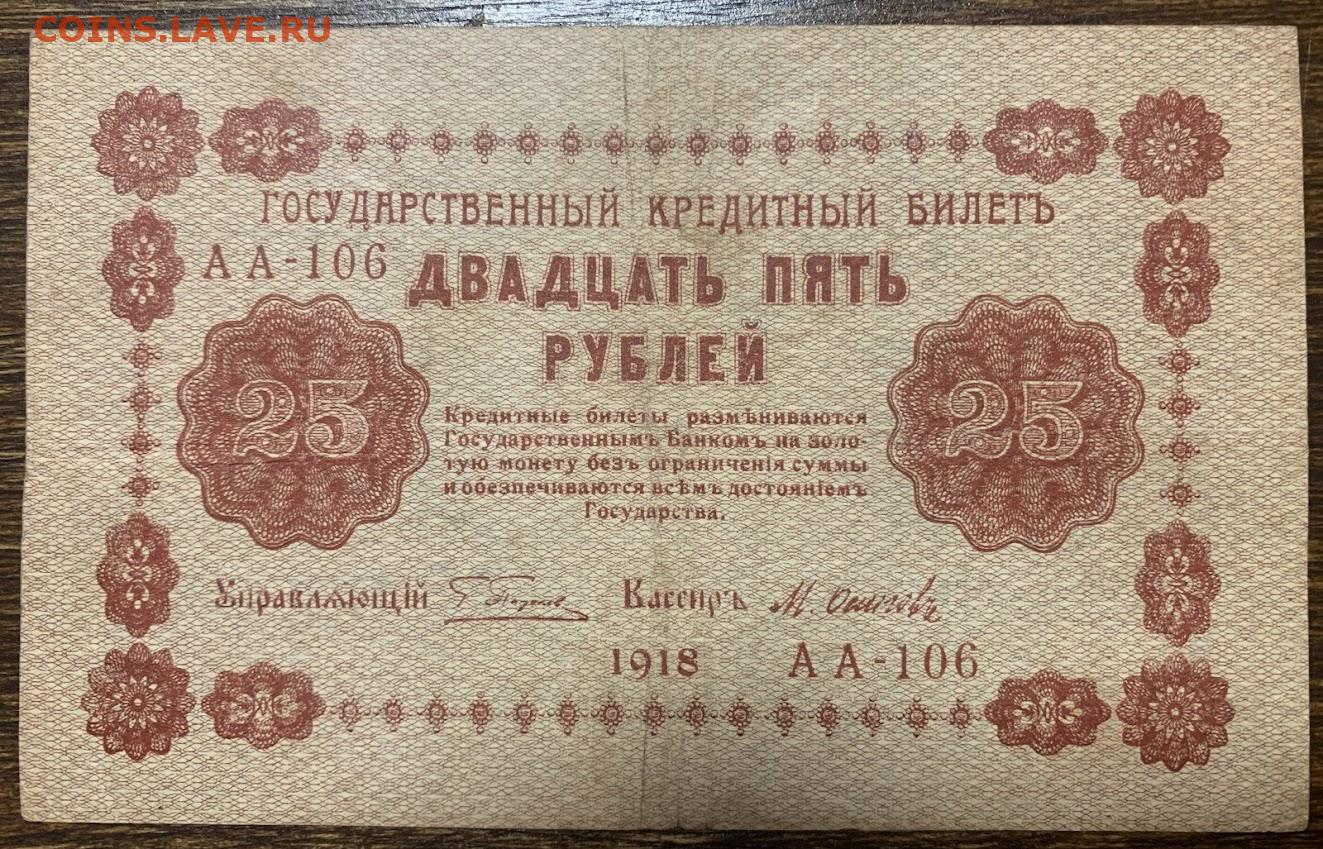 COINS.LAVE.RU
ГОСУДАРСТВЕННЫЙ КРЕДИТНЫЙ БИЛЕТЪ
АА-106
ДВАДЦАТЬ ПЯТЬ
РУБЛЕЙ
25
25
Кредитные билеты размѣниваются
Государственнымъ Банкомъ на золо-
тую монету безъ ограниченія суммы
и обезпечиваются всѣмъ достояніемъ
Государства.
Управляющій
Кассиръ М. Осиповъ
1918 АА-106